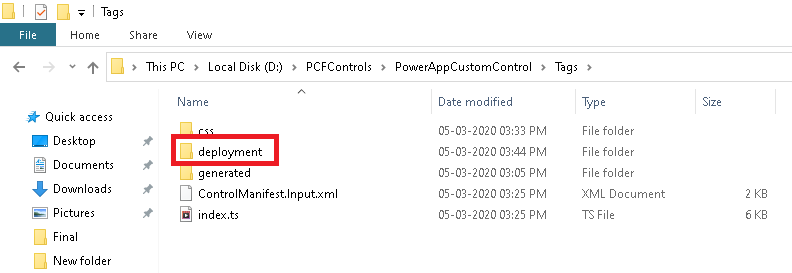 Tags
File Home Share View
This PC Local Disk (D:) PCFControls PowerAppCustomControl Tags
Name Date modified Type Size
Quick access
Desktop
Documents
Downloads
Pictures
Final
New folder
css 05-03-2020 03:33 PM File folder
deployment 05-03-2020 03:44 PM File folder
generated 05-03-2020 03:05 PM File folder
ControlManifest.Input.xml 05-03-2020 03:25 PM XML Document 2 KB
index.ts 05-03-2020 03:25 PM TS File 6 KB